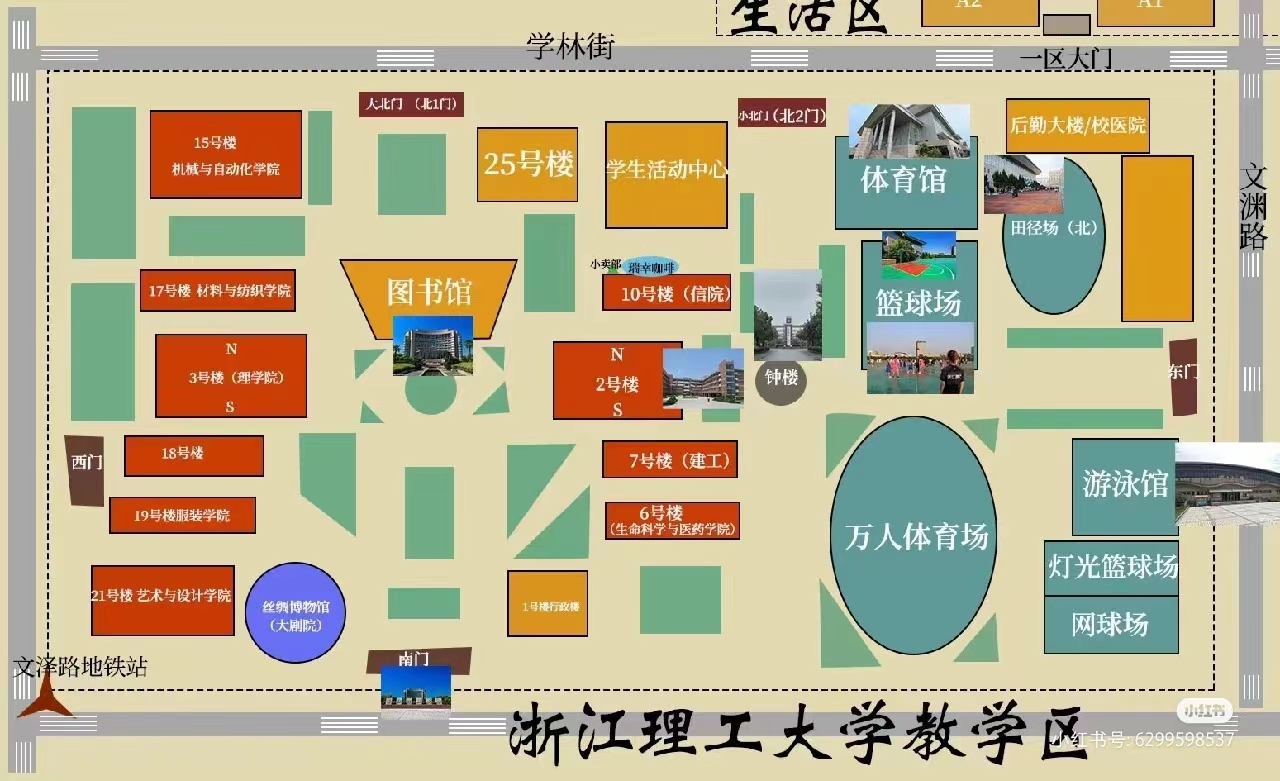 生活区
A2
A1
学林街
一区大门
大北门 （北1门）
小北门（北2门）
15号楼
机械与自动化学院
25号楼
学生活动中心
体育馆
后勤大楼/校医院
田径场（北）
文渊路
17号楼 材料与纺织学院
图书馆
小卖部
瑞幸咖啡
10号楼（信院）
篮球场
N
3号楼（理学院）
S
N
2号楼
S
钟楼
东门
西门
18号楼
7号楼（建工）
游泳馆
19号楼服装学院
6号楼
（生命科学与医药学院）
万人体育场
灯光篮球场
21号楼 艺术与设计学院
丝绸博物馆
（大剧院）
1号楼行政楼
网球场
文泽路地铁站
南门
浙江理工大学教学区
小红书
小红书号: 6299598537